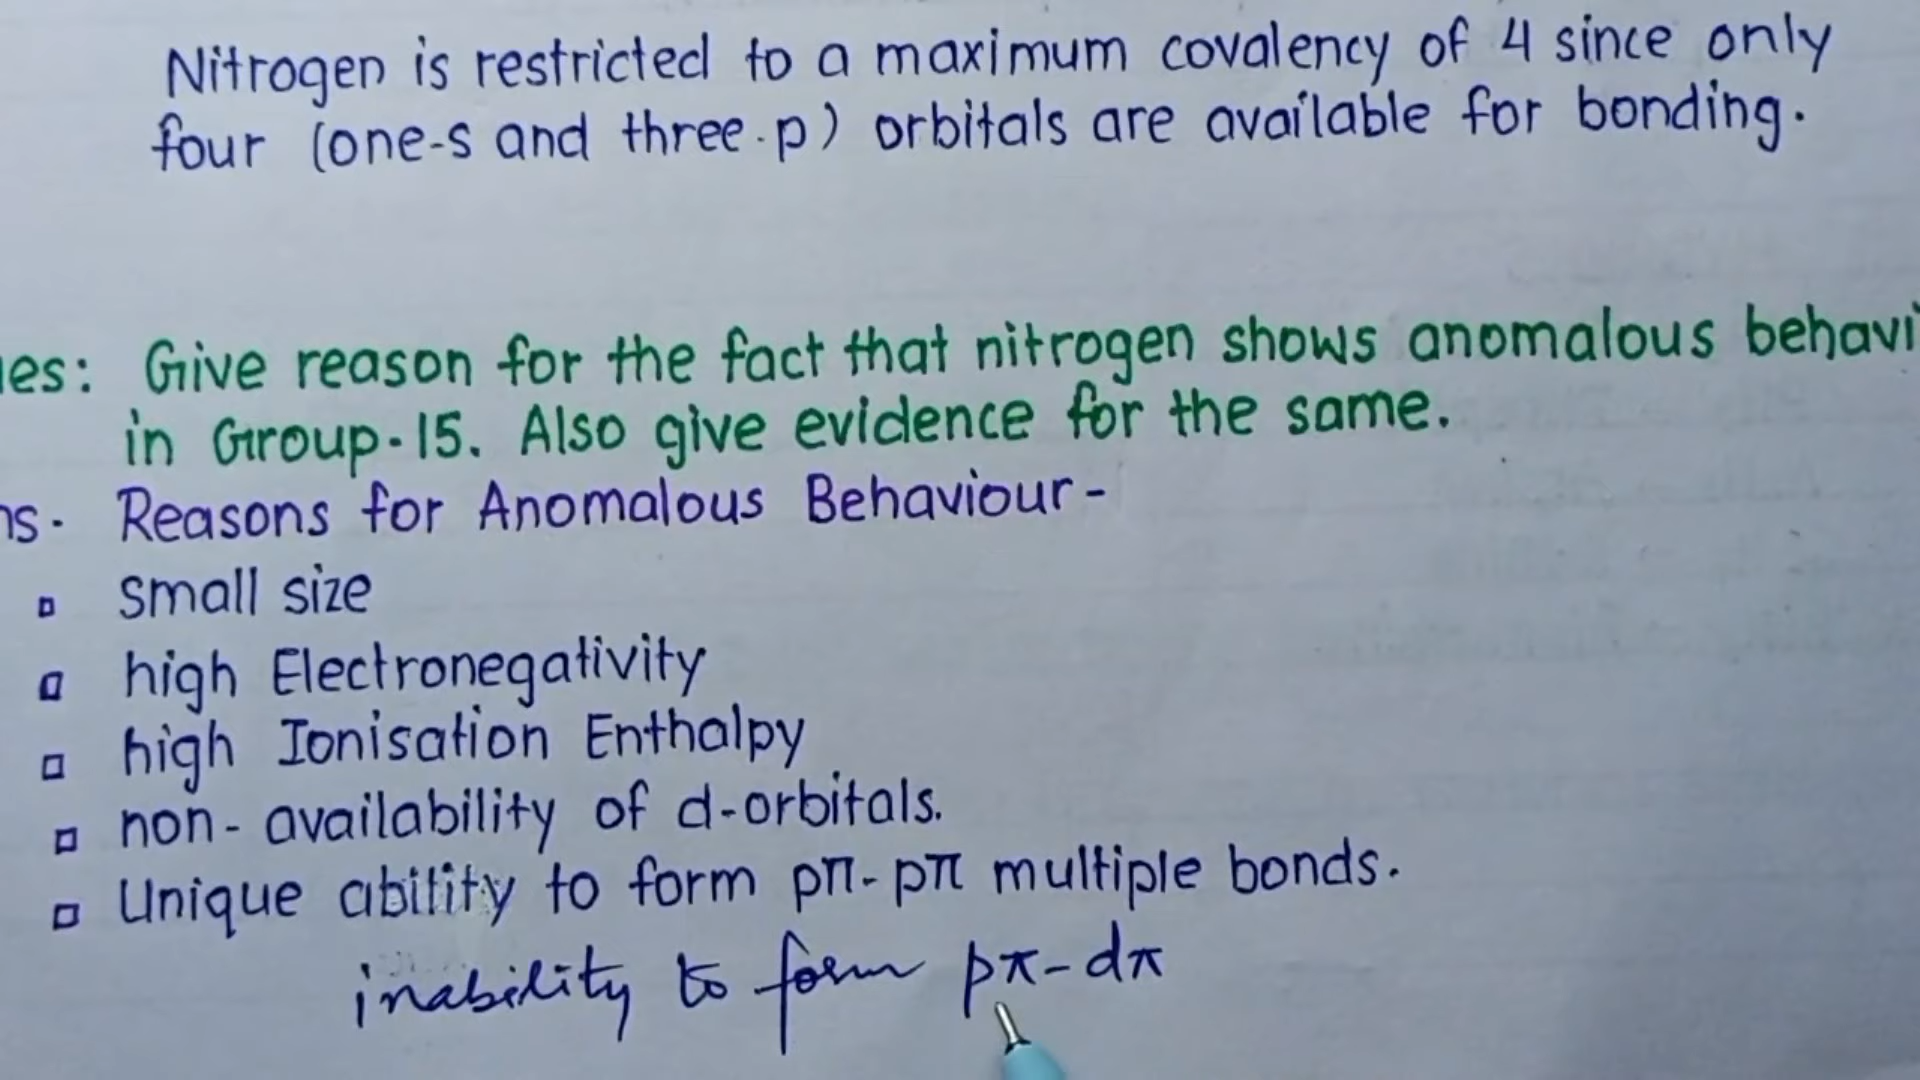 Nitrogen is restricted to a maximum covalency of 4 since only
four (one-s and three-p) orbitals are available for bonding.
es: Give reason for the fact that nitrogen shows anomalous behavi
in Group-15. Also give evidence for the same.
ns. Reasons for Anomalous Behaviour-
small size
high Electronegativity
high Ionisation Enthalpy
non-availability of d-orbitals.
Unique ability to form pπ-pπ multiple bonds.
inability to form pπ-dπ